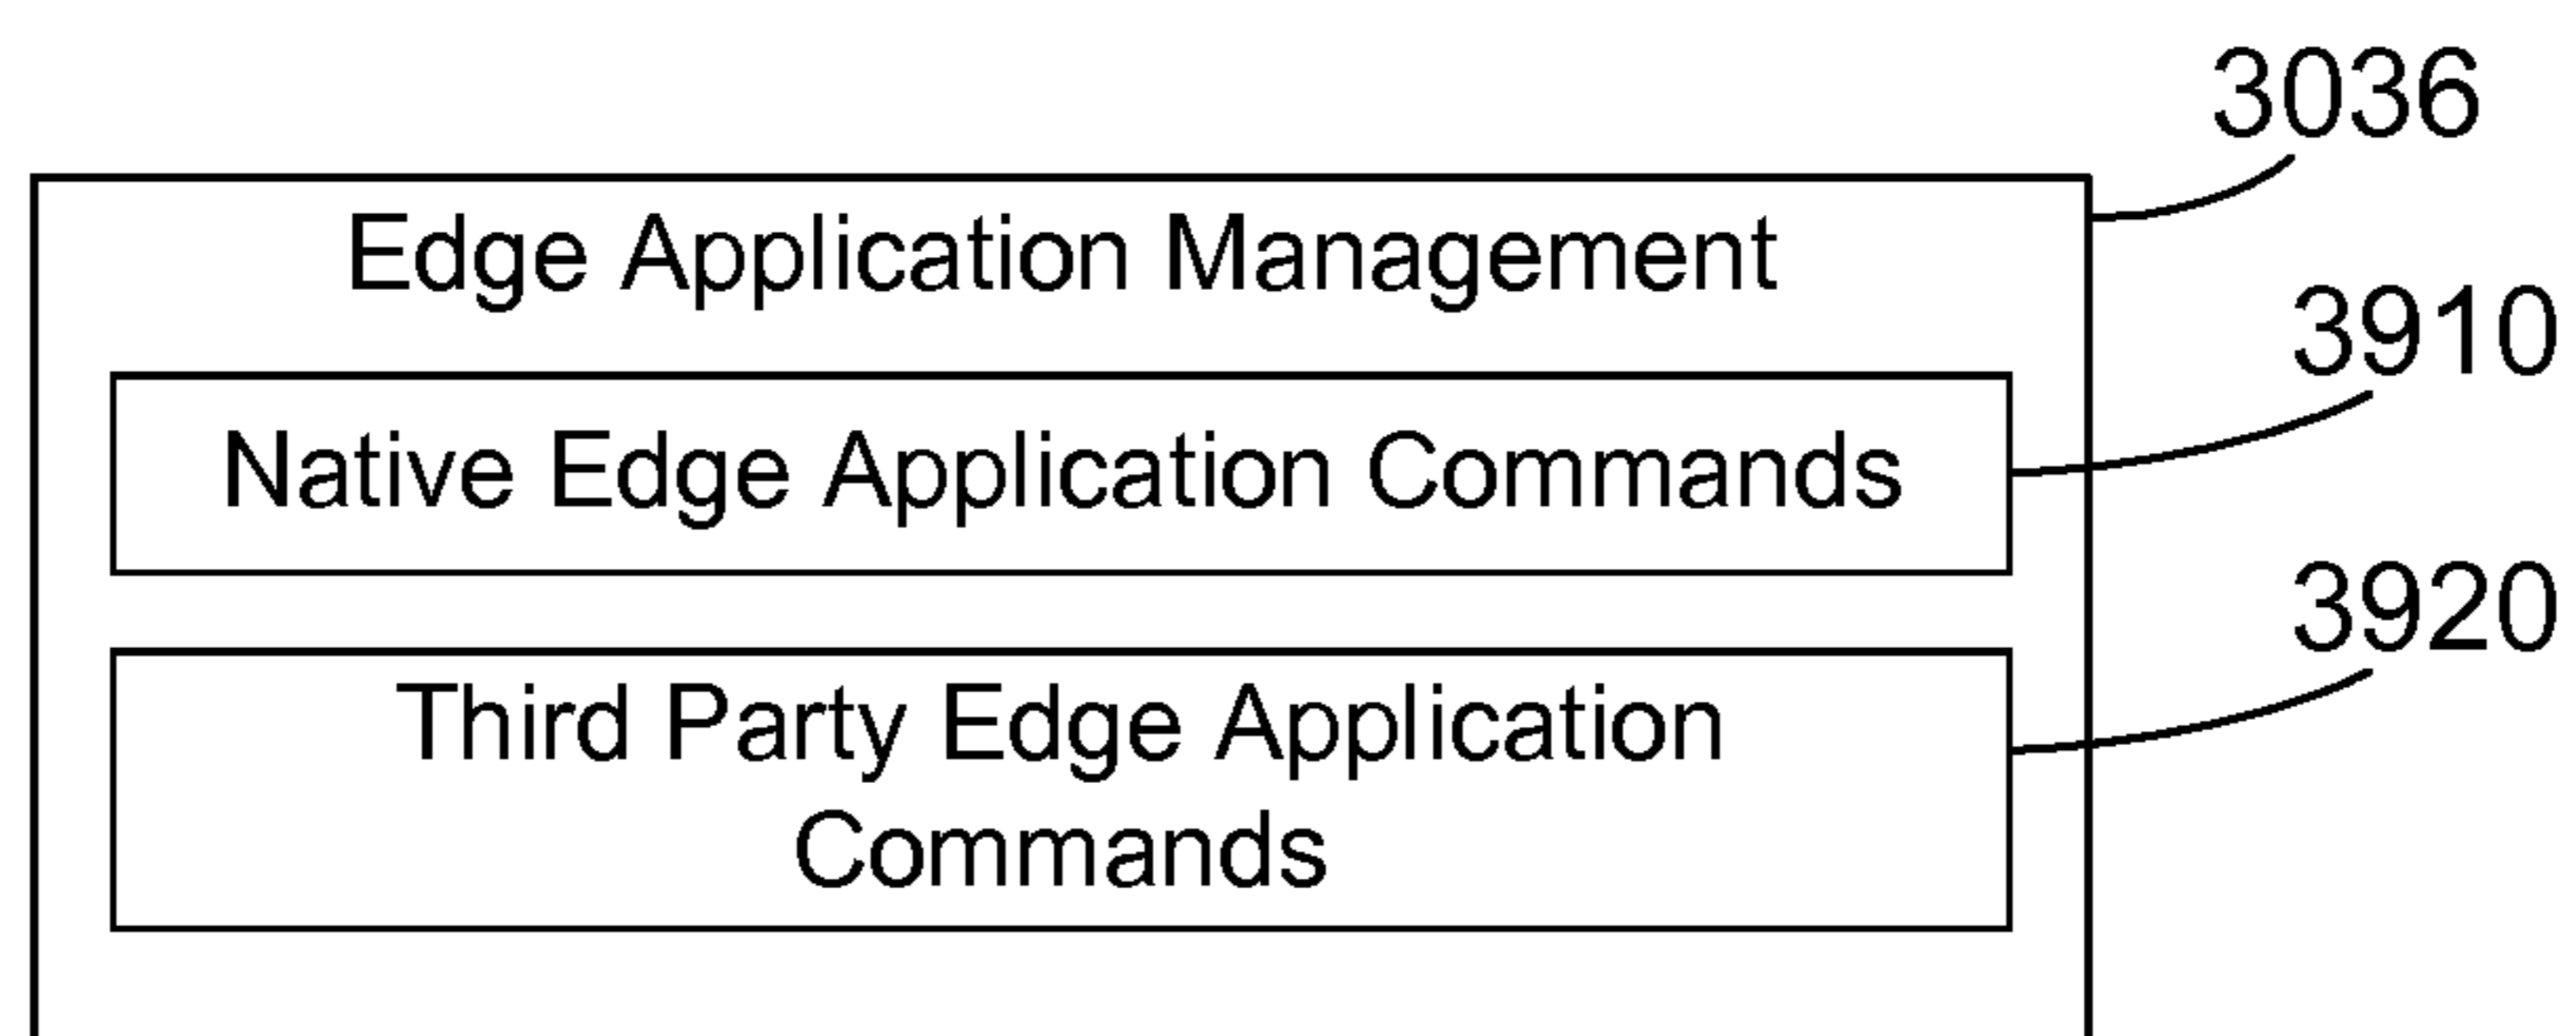 3036
Edge Application Management
3910
Native Edge Application Commands
3920
Third Party Edge Application
Commands